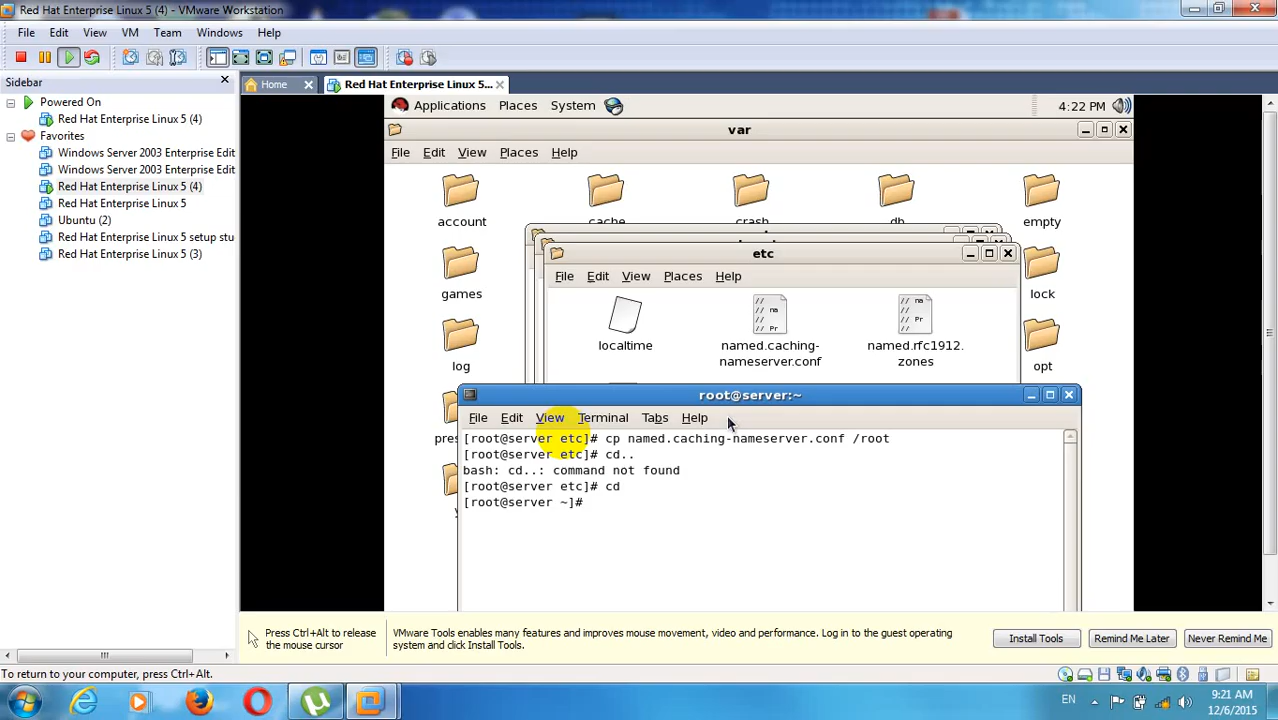 Red Hat Enterprise Linux 5 (4) - VMware Workstation
File Edit View VM Team Windows Help
Sidebar
Home
Red Hat Enterprise Linux 5...
Powered On
Red Hat Enterprise Linux 5 (4)
Favorites
Windows Server 2003 Enterprise Edit
Windows Server 2003 Enterprise Edit
Red Hat Enterprise Linux 5 (4)
Red Hat Enterprise Linux 5
Ubuntu (2)
Red Hat Enterprise Linux 5 setup stu
Red Hat Enterprise Linux 5 (3)
Applications Places System
4:22 PM
var
File Edit View Places Help
account
cache
crash
db
empty
games
lock
log
opt
etc
File Edit View Places Help
localtime
// na
// Pr
named.caching-
nameserver.conf
// na
// Pr
named.rfc1912.
zones
root@server:~
File Edit View Terminal Tabs Help
[root@server etc]# cp named.caching-nameserver.conf /root
[root@server etc]# cd..
bash: cd..: command not found
[root@server etc]# cd
[root@server ~]#
Press Ctrl+Alt to release
the mouse cursor
VMware Tools enables many features and improves mouse movement, video and performance. Log in to the guest operating
system and click Install Tools.
Install Tools
Remind Me Later
Never Remind Me
To return to your computer, press Ctrl+Alt.
EN
9:21 AM
12/6/2015